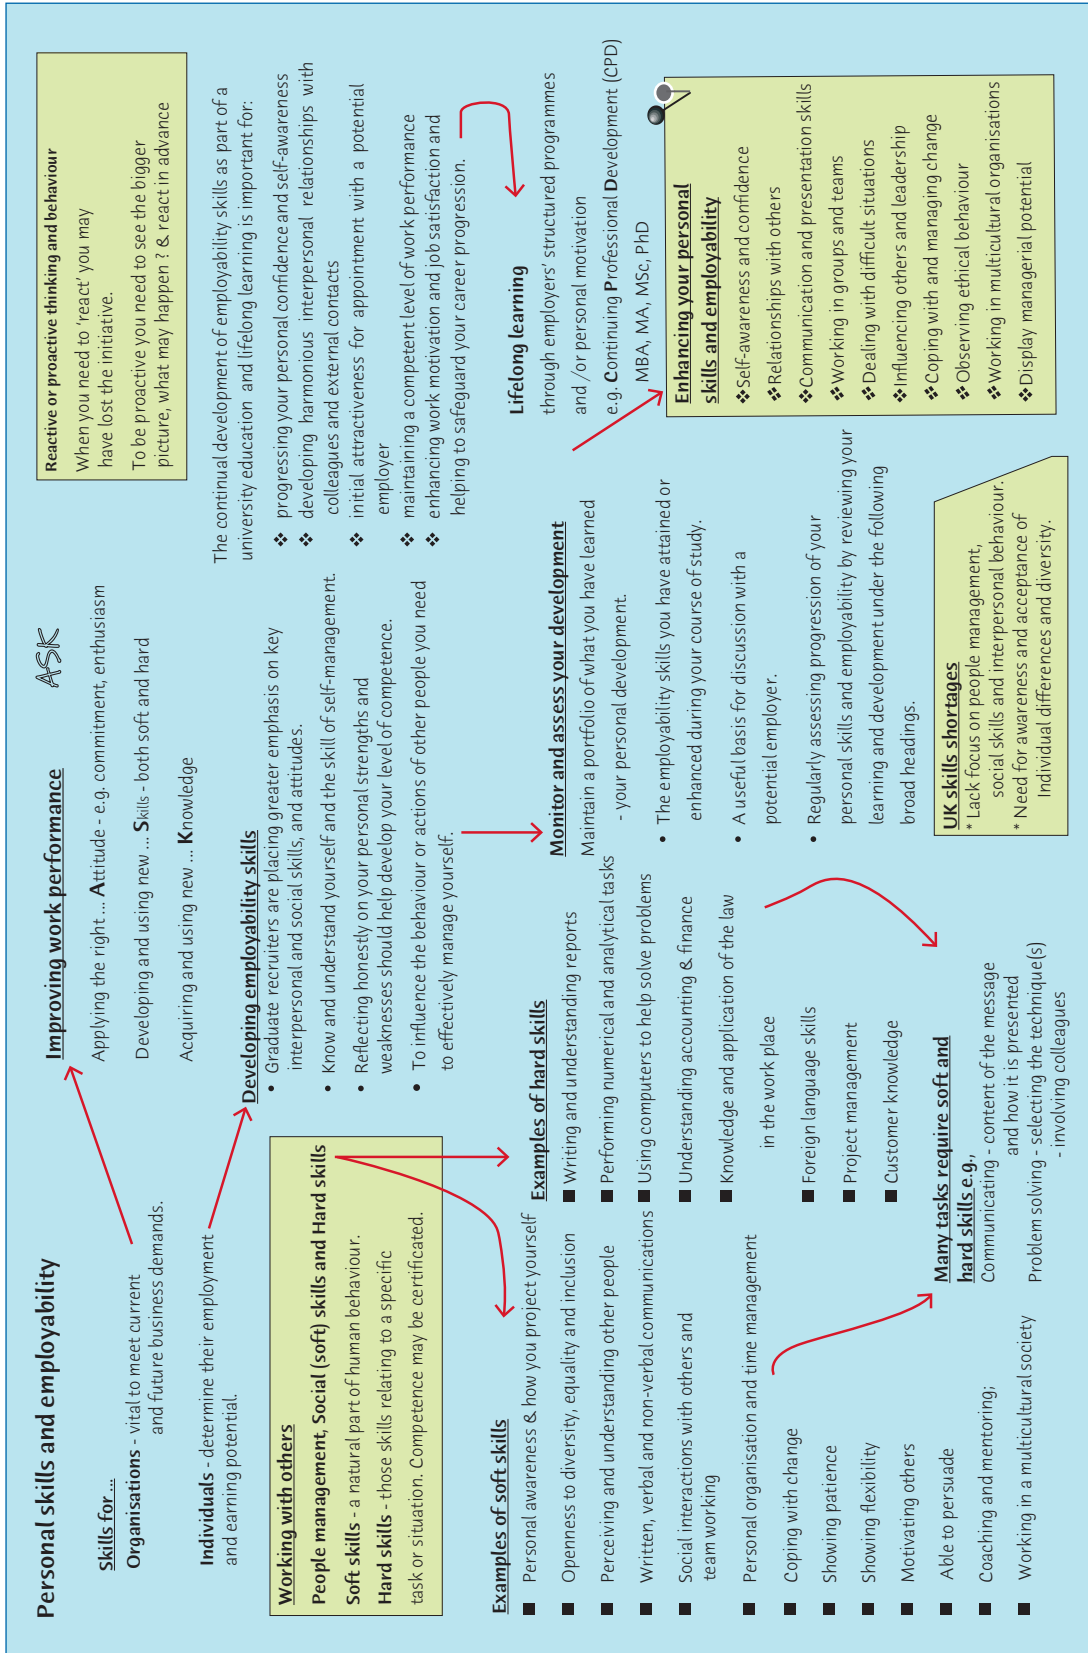 Personal skills and employability
Skills for ...
Organisations - vital to meet current
and future business demands.
Individuals - determine their employment
and earning potential.
Improving work performance
ASK
Applying the right ... Attitude - e.g. commitment, enthusiasm
Developing and using new ... Skills - both soft and hard
Acquiring and using new ... Knowledge
Reactive or proactive thinking and behaviour
When you need to 'react' you may
have lost the initiative.
To be proactive you need to see the bigger
picture, what may happen ? & react in advance
Developing employability skills
• Graduate recruiters are placing greater emphasis on key
interpersonal and social skills, and attitudes.
• Know and understand yourself and the skill of self-management.
• Reflecting honestly on your personal strengths and
weaknesses should help develop your level of competence.
• To influence the behaviour or actions of other people you need
to effectively manage yourself.
The continual development of employability skills as part of a
university education and lifelong learning is important for:
❖ progressing your personal confidence and self-awareness
❖ developing harmonious interpersonal relationships with
colleagues and external contacts
❖ initial attractiveness for appointment with a potential
employer
❖ maintaining a competent level of work performance
❖ enhancing work motivation and job satisfaction and
helping to safeguard your career progression.
Working with others
People management, Social (soft) skills and Hard skills
Soft skills - a natural part of human behaviour.
Hard skills - those skills relating to a specific
task or situation. Competence may be certificated.
Examples of soft skills
■ Personal awareness & how you project yourself
■ Openness to diversity, equality and inclusion
■ Perceiving and understanding other people
■ Written, verbal and non-verbal communications
■ Social interactions with others and
team working
■ Personal organisation and time management
■ Coping with change
■ Showing patience
■ Showing flexibility
■ Motivating others
■ Able to persuade
■ Coaching and mentoring;
■ Working in a multicultural society
Examples of hard skills
■ Writing and understanding reports
■ Performing numerical and analytical tasks
■ Using computers to help solve problems
■ Understanding accounting & finance
■ Knowledge and application of the law
in the work place
■ Foreign language skills
■ Project management
■ Customer knowledge
Many tasks require soft and
hard skills e.g.,
Communicating - content of the message
and how it is presented
Problem solving - selecting the technique(s)
- involving colleagues
Monitor and assess your development
Maintain a portfolio of what you have learned
- your personal development.
• The employability skills you have attained or
enhanced during your course of study.
• A useful basis for discussion with a
potential employer.
• Regularly assessing progression of your
personal skills and employability by reviewing your
learning and development under the following
broad headings.
UK skills shortages
* Lack focus on people management,
social skills and interpersonal behaviour.
* Need for awareness and acceptance of
Individual differences and diversity.
Lifelong learning
through employers' structured programmes
and /or personal motivation
e.g. Continuing Professional Development (CPD)
MBA, MA, MSc, PhD
Enhancing your personal
skills and employability
❖Self-awareness and confidence
❖Relationships with others
❖Communication and presentation skills
❖Working in groups and teams
❖Dealing with difficult situations
❖Influencing others and leadership
❖Coping with and managing change
❖Observing ethical behaviour
❖Working in multicultural organisations
❖Display managerial potential